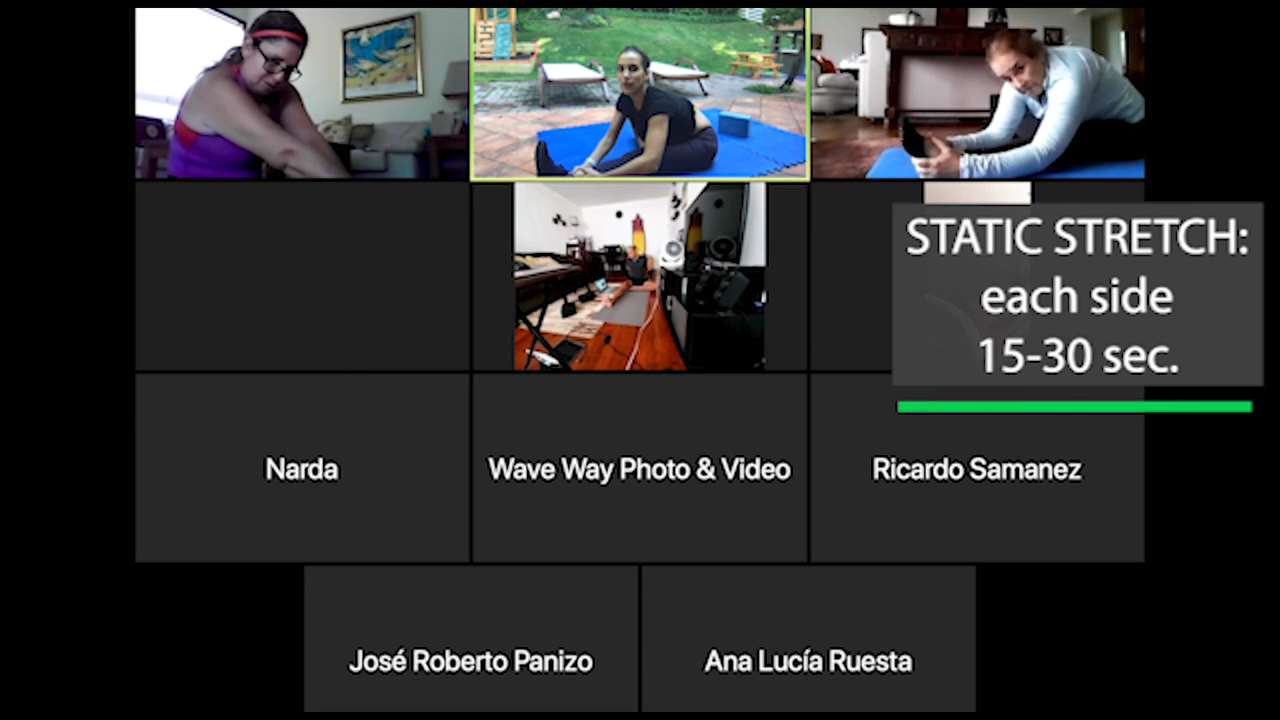 STATIC STRETCH:
each side
15-30 sec.
Narda
Wave Way Photo & Video
Ricardo Samanez
José Roberto Panizo
Ana Lucía Ruesta